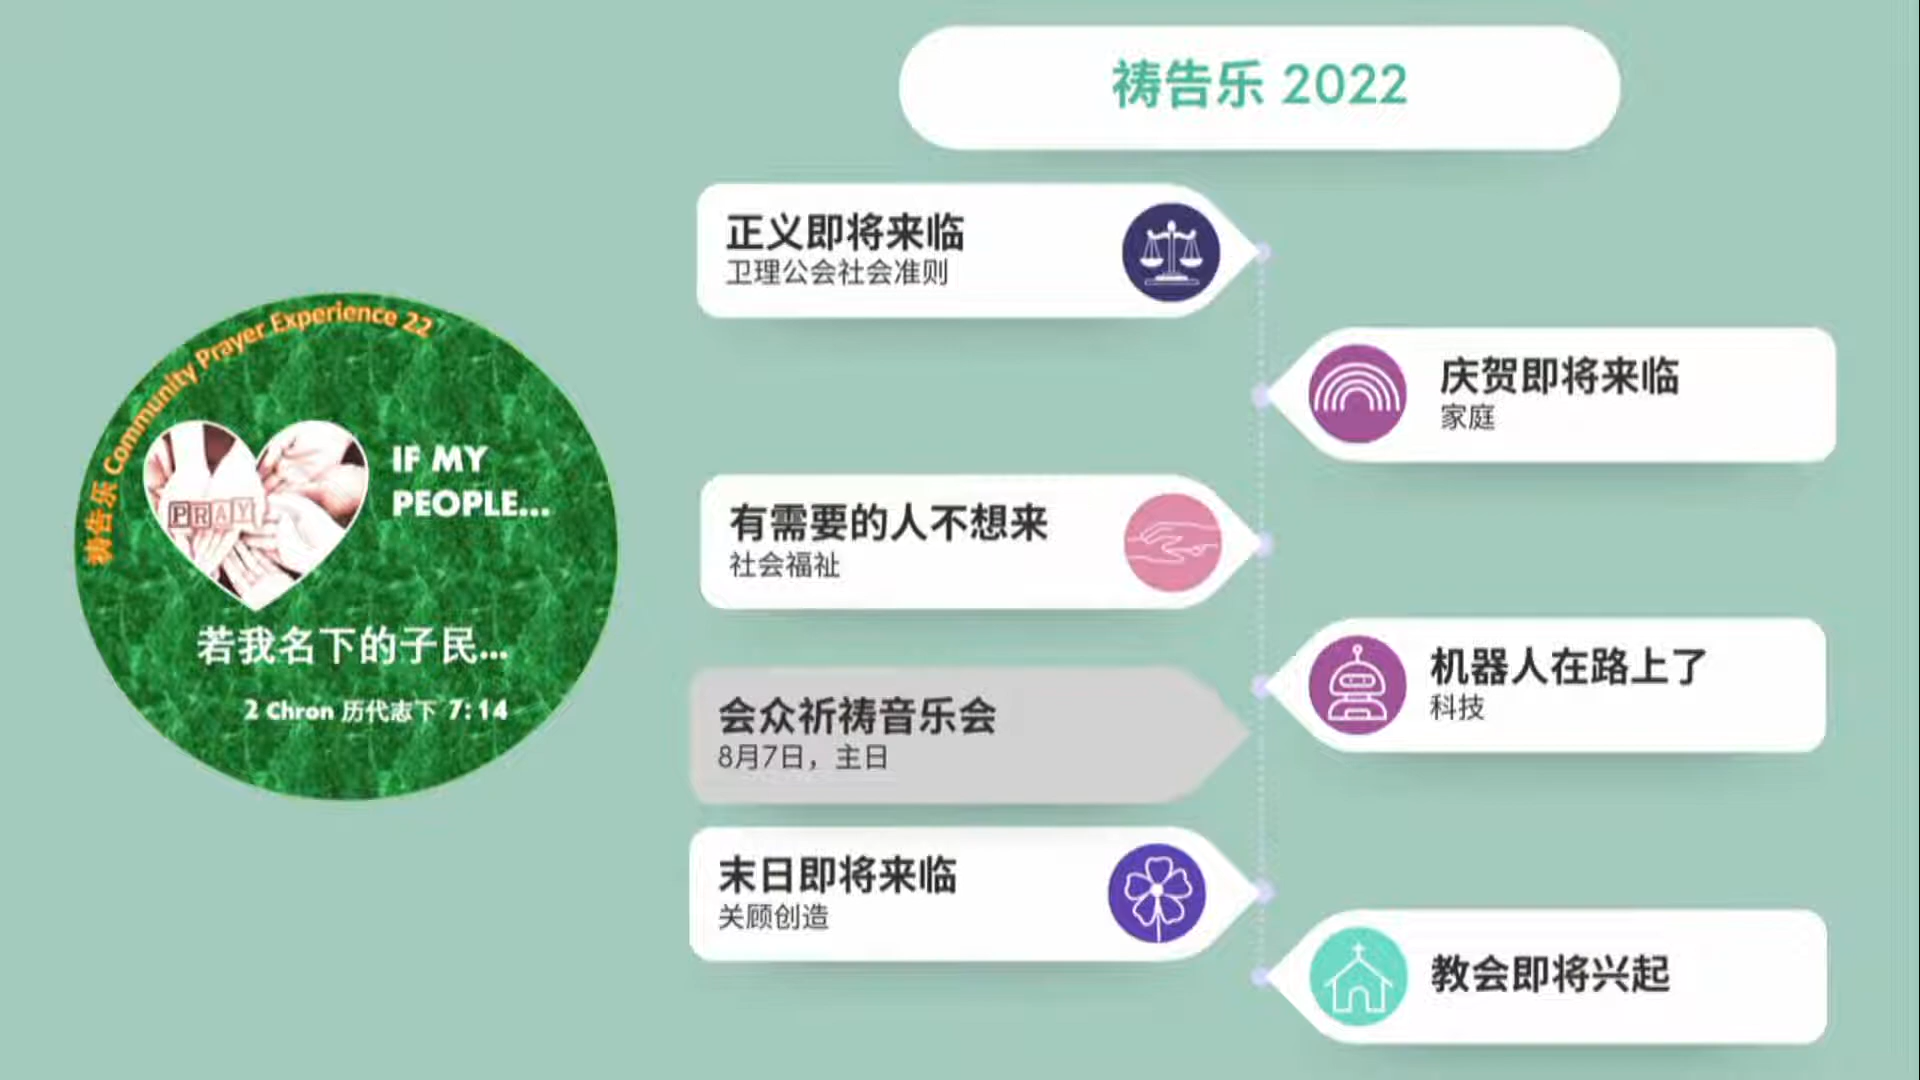 祷告乐 2022
正义即将来临
卫理公会社会准则
庆贺即将来临
家庭
有需要的人不想来
社会福祉
机器人在路上了
科技
会众祈祷音乐会
8月7日，主日
末日即将来临
关顾创造
教会即将兴起
祷告乐 Community Prayer Experience 22
PRAY
IF MY
PEOPLE...
若我名下的子民...
2 Chron 历代志下 7:14